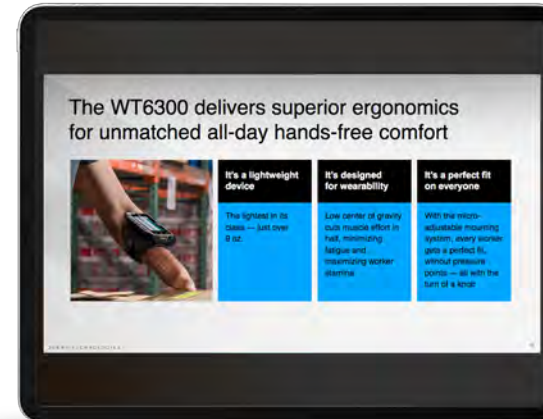 The WT6300 delivers superior ergonomics
for unmatched all-day hands-free comfort
It's a lightweight
device
The lightest in its
class — just over
It's designed
for wearability
Low center of gravity
cuts muscle effort in
half, minimizing
fatigue and
maximizing worker
stamina
It's a perfect fit
on everyone
With the micro-
adjustable mounting
system, every worker
gets a perfect fit,
without pressure
points — all with the
turn of a knob